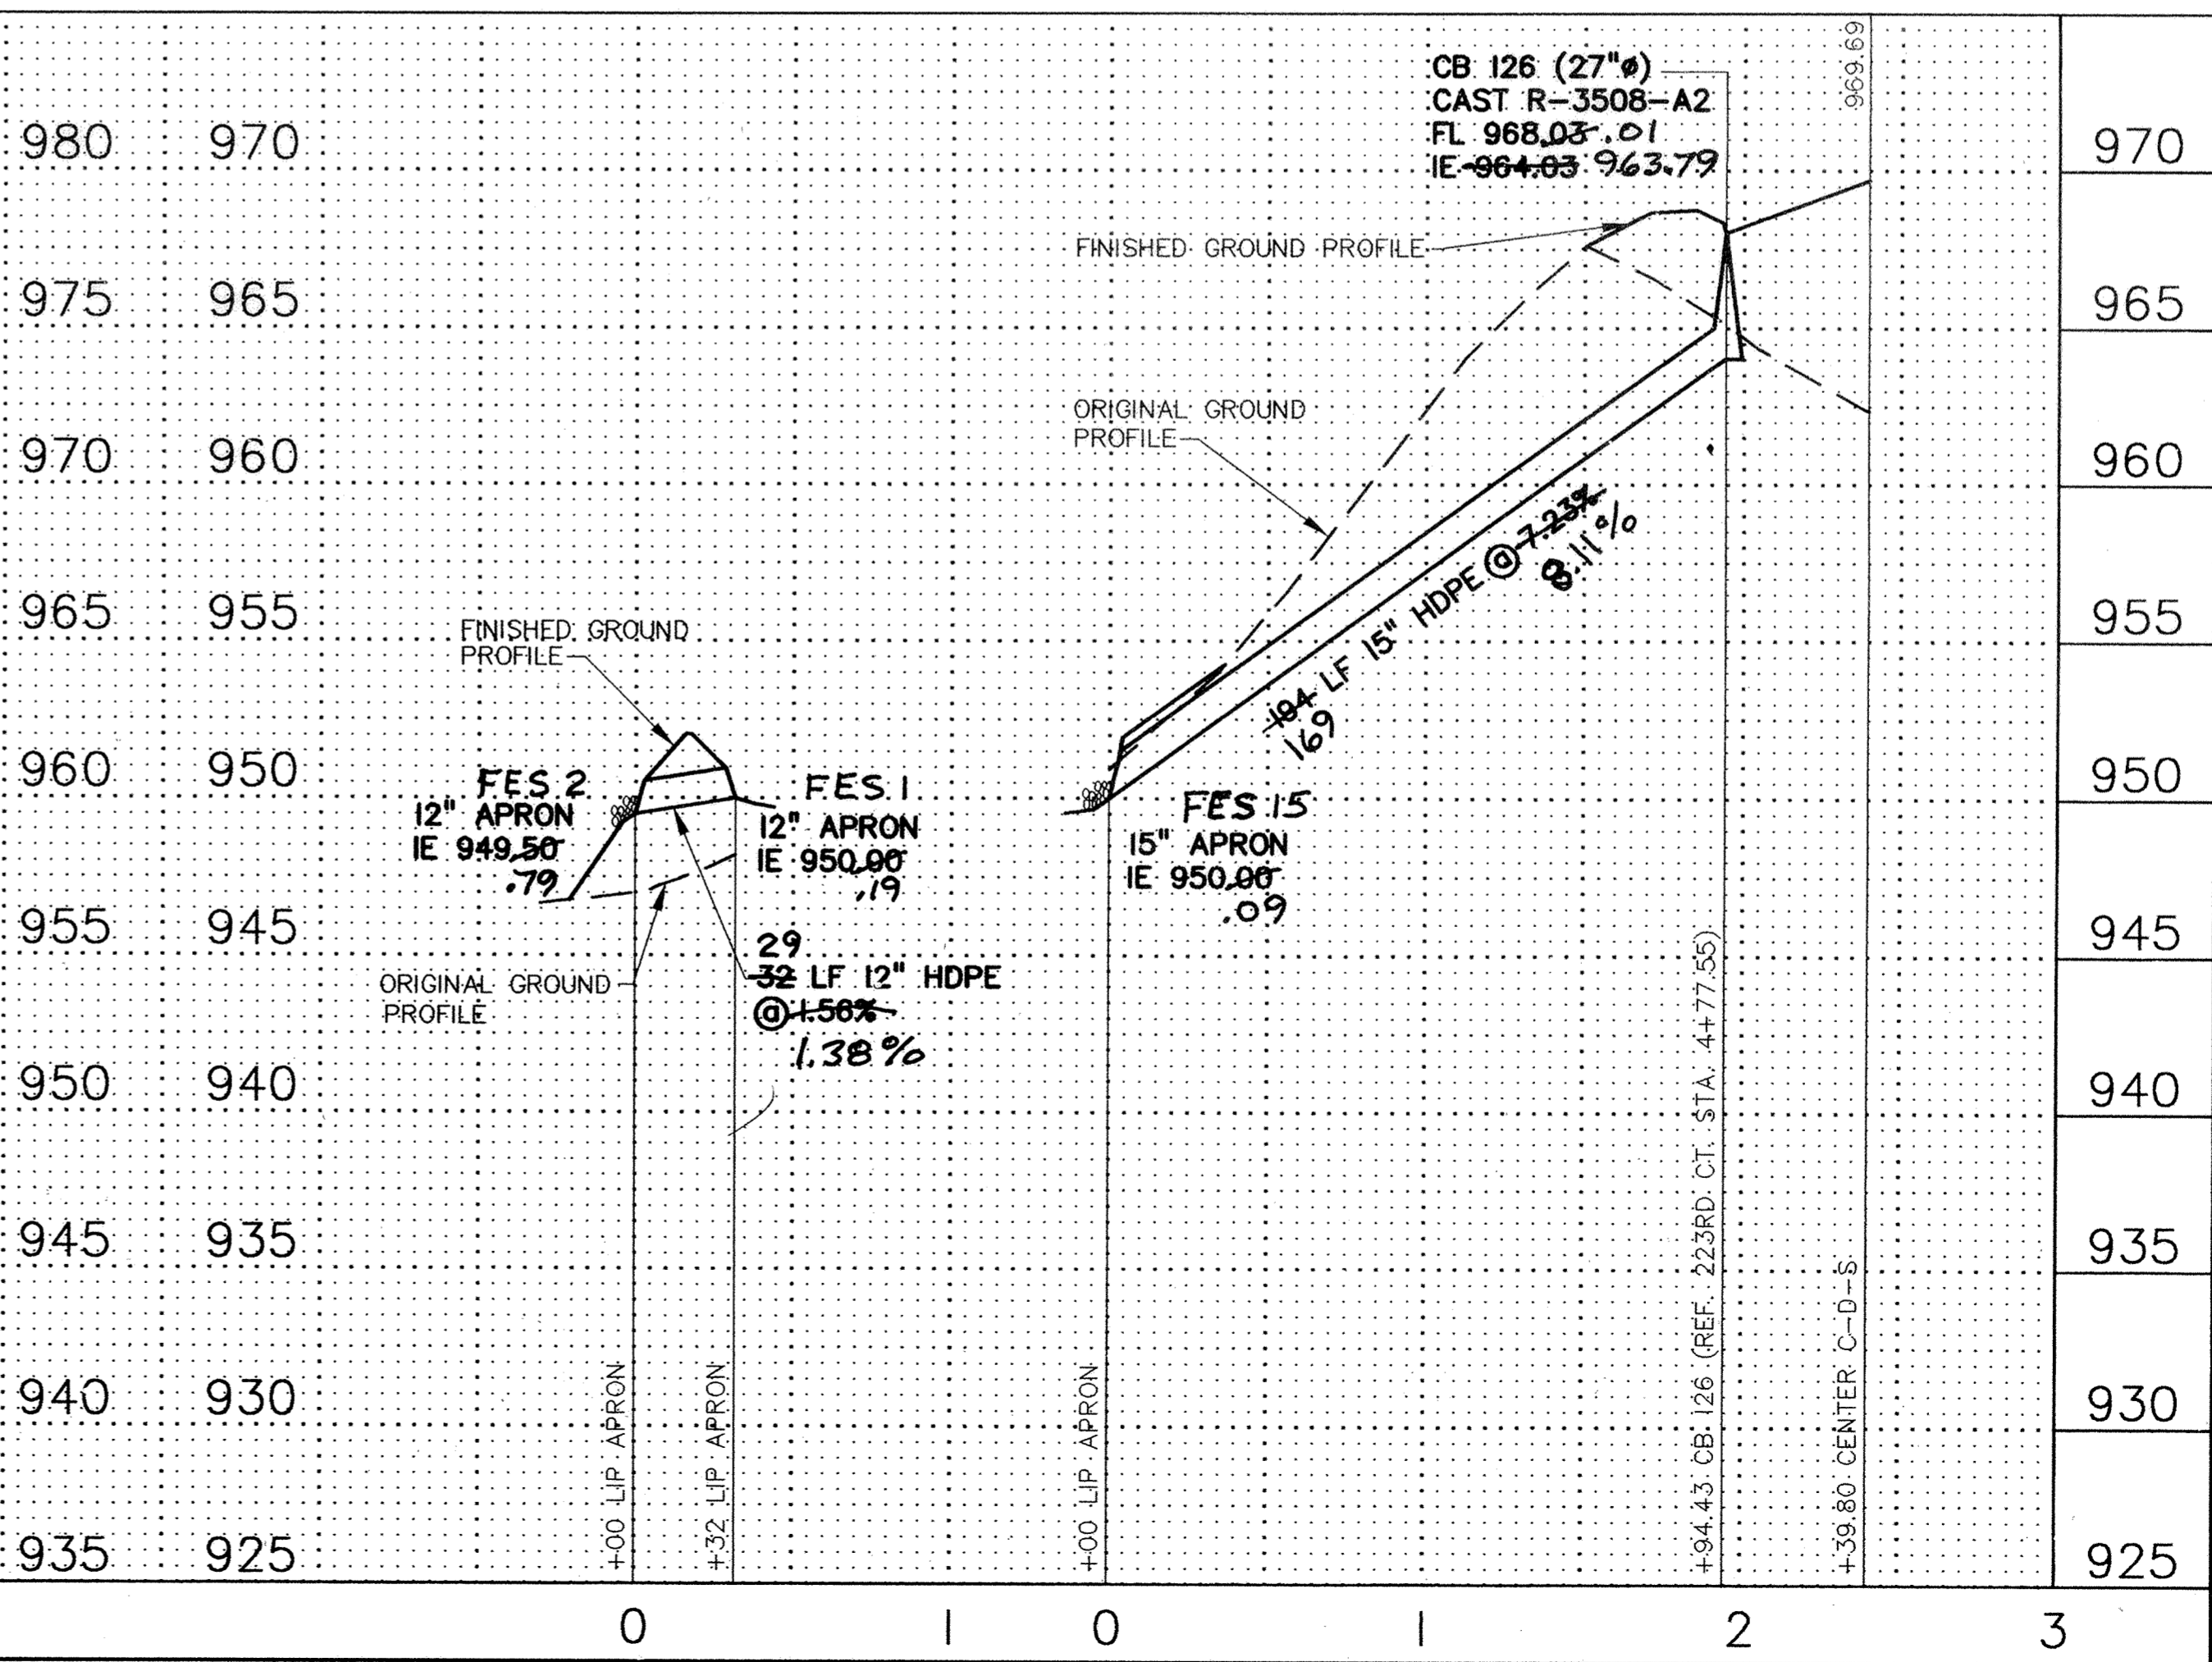 969.69
CB 126 (27"ø)
CAST R-3508-A2
FL 968.03 .01
IE 964.03 963.79
980 970 970
FINISHED GROUND PROFILE
975 965 965
ORIGINAL GROUND
PROFILE
970 960 960
194 LF 15" HDPE @ 7.23%
169
8.11%
965 955 955
FINISHED GROUND
PROFILE
960 950 950
FES 2
12" APRON
IE 949.50
.79
FES 1
12" APRON
IE 950.00
.19
FES 15
15" APRON
IE 950.00
.09
955 945 945
29
32 LF 12" HDPE
@ 1.56%
1.38%
ORIGINAL GROUND
PROFILE
950 940 940
945 935 935
940 930 930
935 925 925
+00 LIP APRON
+32 LIP APRON
+00 LIP APRON
+94.43 CB 126 (REF. 223RD CT. STA. 4+77.55)
+39.80 CENTER C-D-S
0 1 0 1 2 3